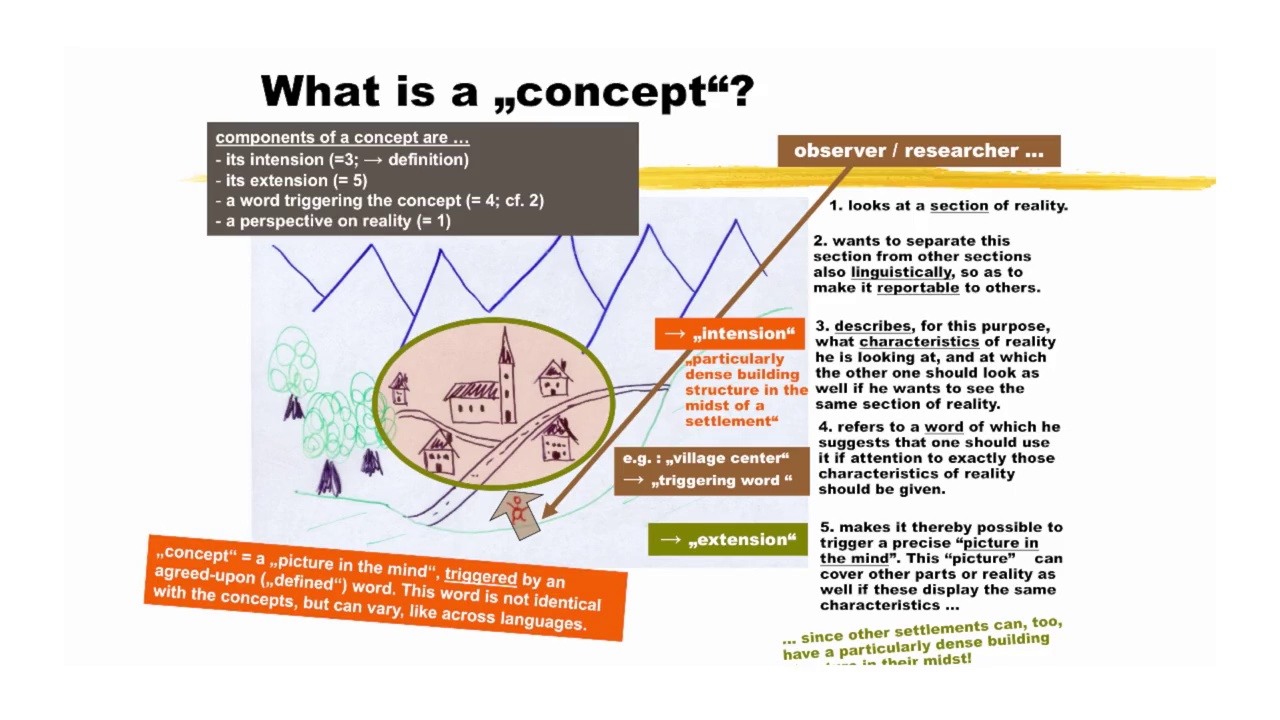 What is a „concept“?
components of a concept are …
- its intension (=3; → definition)
- its extension (= 5)
- a word triggering the concept (= 4; cf. 2)
- a perspective on reality (= 1)
observer / researcher ...
1. looks at a section of reality.
2. wants to separate this
section from other sections
also linguistically, so as to
make it reportable to others.
→ „intension“
„particularly
dense building
structure in the
midst of a
settlement“
3. describes, for this purpose,
what characteristics of reality
he is looking at, and at which
the other one should look as
well if he wants to see the
same section of reality.
e.g. : „village center“
→ „triggering word “
4. refers to a word of which he
suggests that one should use
it if attention to exactly those
characteristics of reality
should be given.
→ „extension“
5. makes it thereby possible to
trigger a precise “picture in
the mind”. This “picture” can
cover other parts or reality as
well if these display the same
characteristics ...
„concept“ = a „picture in the mind“, triggered by an
agreed-upon („defined“) word. This word is not identical
with the concepts, but can vary, like across languages.
... since other settlements can, too,
have a particularly dense building
in their midst!